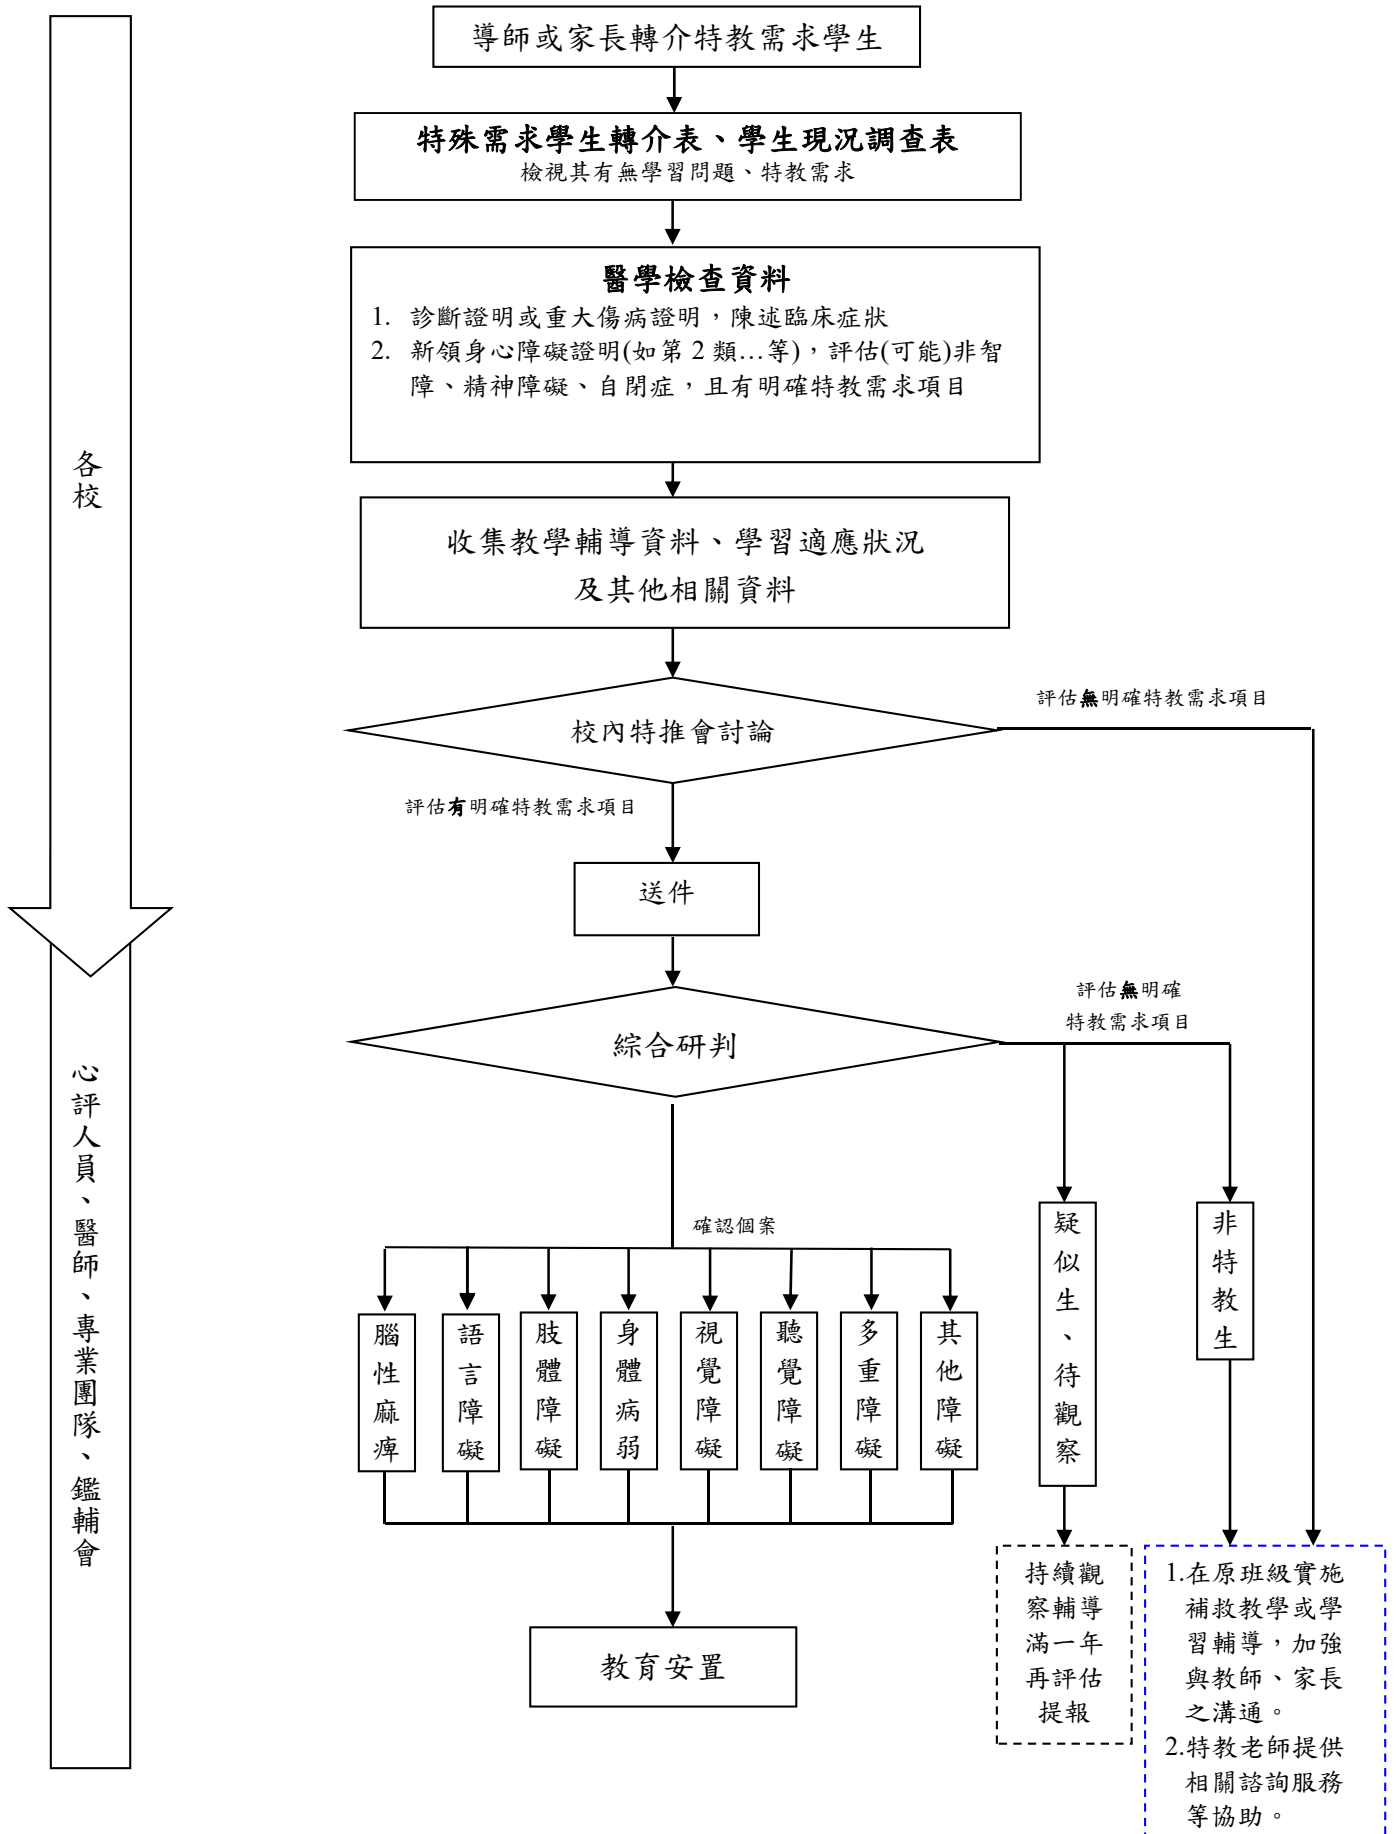 導師或家長轉介特教需求學生
特殊需求學生轉介表、學生現況調查表
檢視其有無學習問題、特教需求
醫學檢查資料
1. 診斷證明或重大傷病證明，陳述臨床症狀
2. 新領身心障礙證明(如第 2 類…等)，評估(可能)非智
障、精神障礙、自閉症，且有明確特教需求項目
各校
收集教學輔導資料、學習適應狀況
及其他相關資料
評估無明確特教需求項目
校內特推會討論
評估有明確特教需求項目
送件
評估無明確
特教需求項目
綜合研判
心評人員、醫師、專業團隊、鑑輔會
確認個案
腦性麻痺
語言障礙
肢體障礙
身體病弱
視覺障礙
聽覺障礙
多重障礙
其他障礙
疑似生、待觀察
非特教生
教育安置
持續觀
察輔導
滿一年
再評估
提報
1.在原班級實施
補救教學或學
習輔導，加強
與教師、家長
之溝通。
2.特教老師提供
相關諮詢服務
等協助。